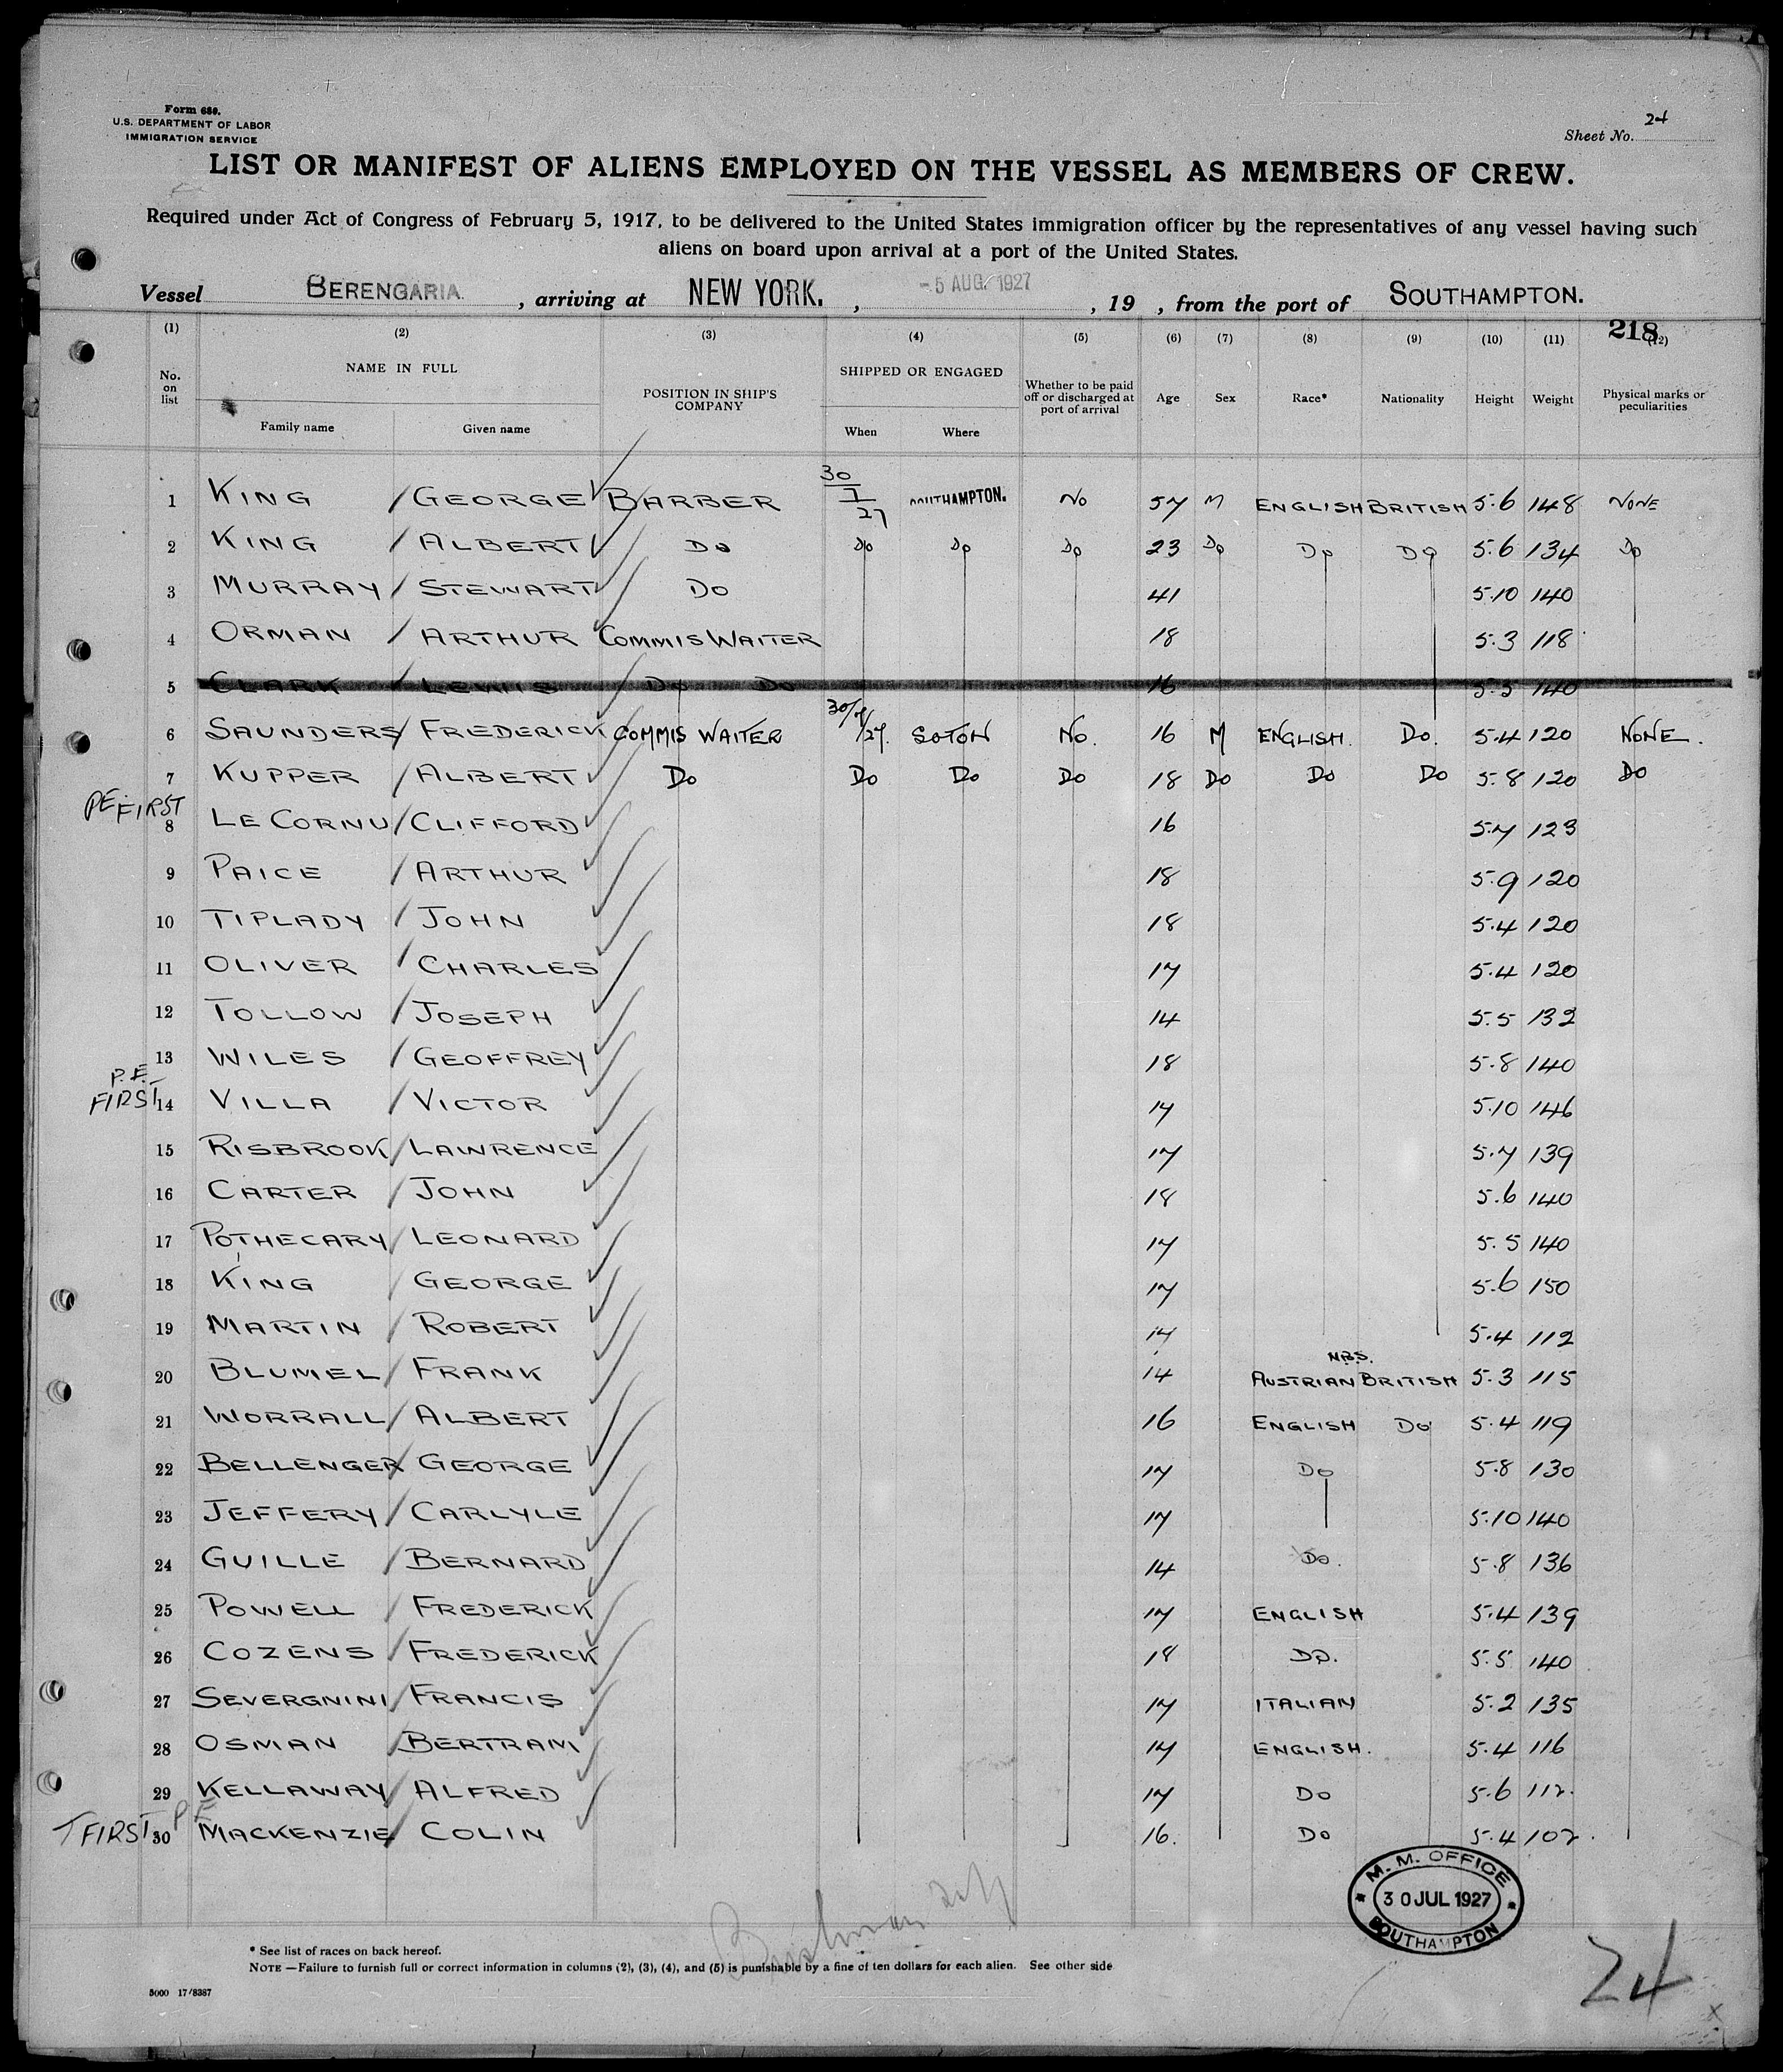 Form 680.
U.S. DEPARTMENT OF LABOR
IMMIGRATION SERVICE
Sheet No. 24
LIST OR MANIFEST OF ALIENS EMPLOYED ON THE VESSEL AS MEMBERS OF CREW.
Required under Act of Congress of February 5, 1917, to be delivered to the United States immigration officer by the representatives of any vessel having such
aliens on board upon arrival at a port of the United States.
Vessel BERENGARIA. , arriving at NEW YORK. , -5 AUG 1927 , 19 , from the port of SOUTHAMPTON.
218
(1) (2) (3) (4) (5) (6) (7) (8) (9) (10) (11) (12)
No. on list NAME IN FULL Family name Given name POSITION IN SHIP'S COMPANY SHIPPED OR ENGAGED When Where Whether to be paid off or discharged at port of arrival Age Sex Race* Nationality Height Weight Physical marks or peculiarities
1 KING / GEORGE BARBER 30/7/27 SOUTHAMPTON. No 57 M ENGLISH BRITISH 5.6 148 NONE
2 KING / ALBERT Do Do Do Do 23 Do Do Do 5.6 134 Do
3 MURRAY / STEWART Do 41 5.10 140
4 ORMAN / ARTHUR COMMIS WAITER 18 5.3 118
5 CLARK / LEWIS Do Do 16 5.5 140
6 SAUNDERS / FREDERICK COMMIS WAITER 30/7/27. SOTON No. 16 M ENGLISH. Do. 5.4 120 NONE.
7 KUPPER / ALBERT Do Do Do Do 18 Do Do Do 5.8 120 Do
PE FIRST
8 LE CORNU / CLIFFORD 16 5.7 123
9 PAICE / ARTHUR 18 5.9 120
10 TIPLADY / JOHN 18 5.4 120
11 OLIVER / CHARLES 17 5.4 120
12 TOLLOW / JOSEPH 14 5.5 132
13 WILES / GEOFFREY 18 5.8 140
P.E. FIRST
14 VILLA / VICTOR 17 5.10 146
15 RISBROOK / LAWRENCE 17 5.7 139
16 CARTER / JOHN 18 5.6 140
17 POTHECARY / LEONARD 17 5.5 140
18 KING / GEORGE 17 5.6 150
19 MARTIN / ROBERT 17 5.4 112
N.B.S.
20 BLUMEL / FRANK 14 AUSTRIAN BRITISH 5.3 115
21 WORRALL / ALBERT 16 ENGLISH Do 5.4 119
22 BELLENGER / GEORGE 17 Do 5.8 130
23 JEFFERY / CARLYLE 17 5.10 140
24 GUILLE / BERNARD 14 Do. 5.8 136
25 POWELL / FREDERICK 17 ENGLISH 5.4 139
26 COZENS / FREDERICK 18 Do. 5.5 140
27 SEVERGNINI / FRANCIS 17 ITALIAN 5.2 135
28 OSMAN / BERTRAM 17 ENGLISH. 5.4 116
29 KELLAWAY / ALFRED 17 Do 5.6 112.
FIRST P E
30 MACKENZIE / COLIN 16. Do 5.4 102.
M. M. OFFICE
30 JUL 1927
SOUTHAMPTON
24
* See list of races on back hereof.
NOTE —Failure to furnish full or correct information in columns (2), (3), (4), and (5) is punishable by a fine of ten dollars for each alien. See other side
5000 17/8387